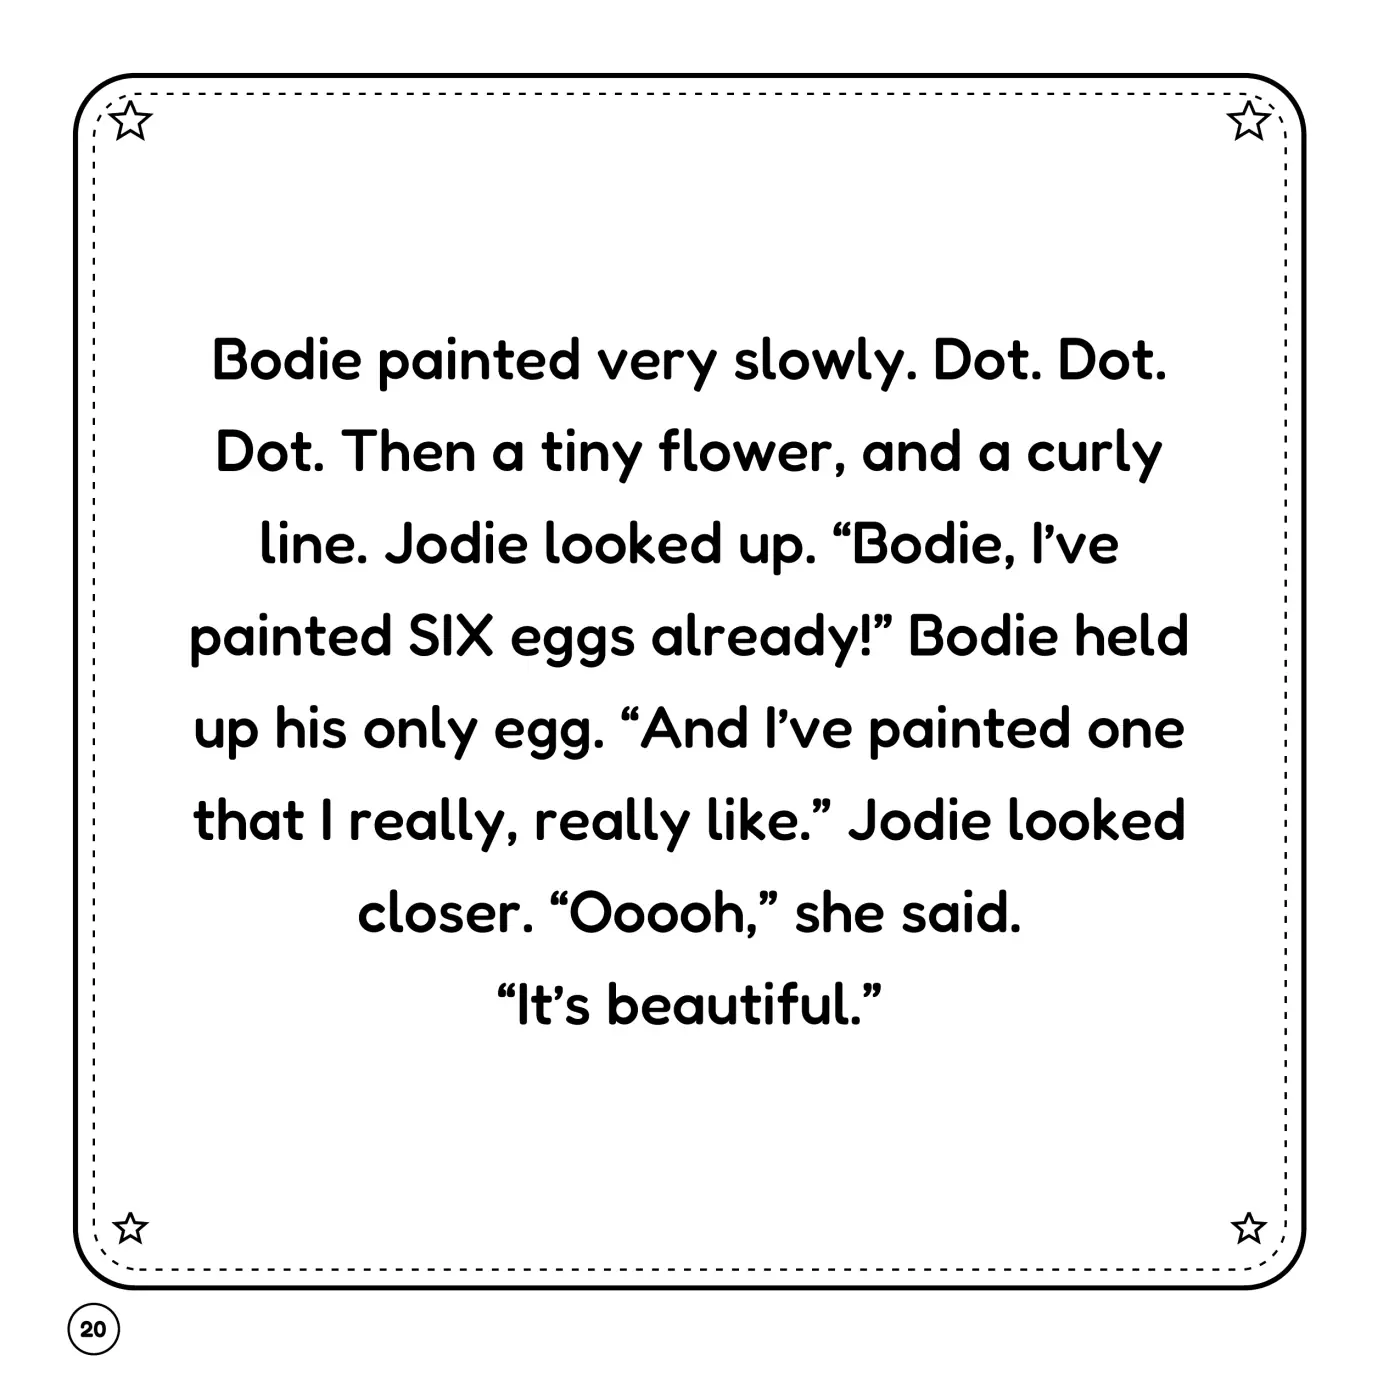 Bodie painted very slowly. Dot. Dot.
Dot. Then a tiny flower, and a curly
line. Jodie looked up. “Bodie, I’ve
painted SIX eggs already!” Bodie held
up his only egg. “And I’ve painted one
that I really, really like.” Jodie looked
closer. “Ooooh,” she said.
“It’s beautiful.”
20